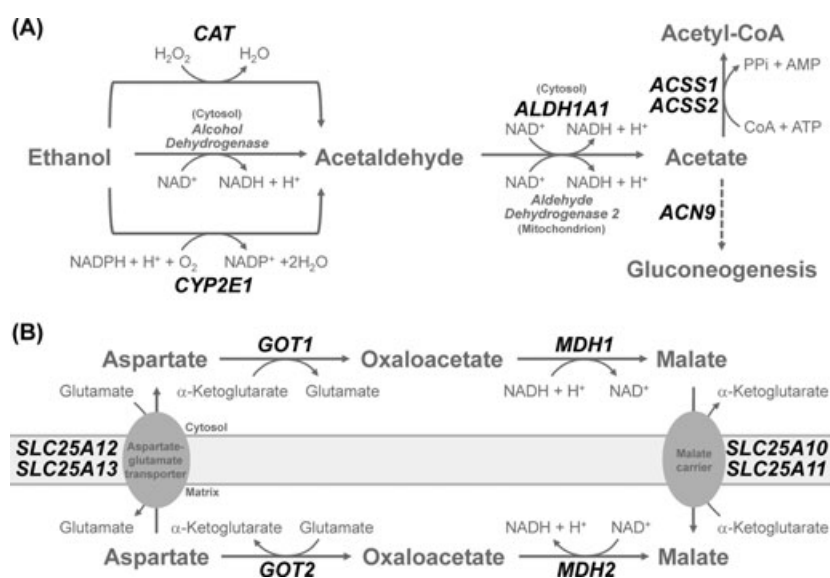 (A)
CAT
H₂O₂ H₂O
(Cytosol)
Alcohol
Dehydrogenase
Ethanol
NAD⁺ NADH + H⁺
NADPH + H⁺ + O₂ NADP⁺ +2H₂O
CYP2E1
Acetaldehyde
(Cytosol)
ALDH1A1
NAD⁺ NADH + H⁺
NAD⁺ NADH + H⁺
Aldehyde
Dehydrogenase 2
(Mitochondrion)
Acetyl-CoA
PPi + AMP
ACSS1
ACSS2
CoA + ATP
Acetate
ACN9
Gluconeogenesis
(B)
Aspartate GOT1 Oxaloacetate MDH1 Malate
Glutamate α-Ketoglutarate Glutamate NADH + H⁺ NAD⁺ α-Ketoglutarate
Cytosol
SLC25A12
SLC25A13
Aspartate-
glutamate
transporter
Malate
carrier
SLC25A10
SLC25A11
Matrix
Glutamate α-Ketoglutarate Glutamate NADH + H⁺ NAD⁺ α-Ketoglutarate
Aspartate GOT2 Oxaloacetate MDH2 Malate